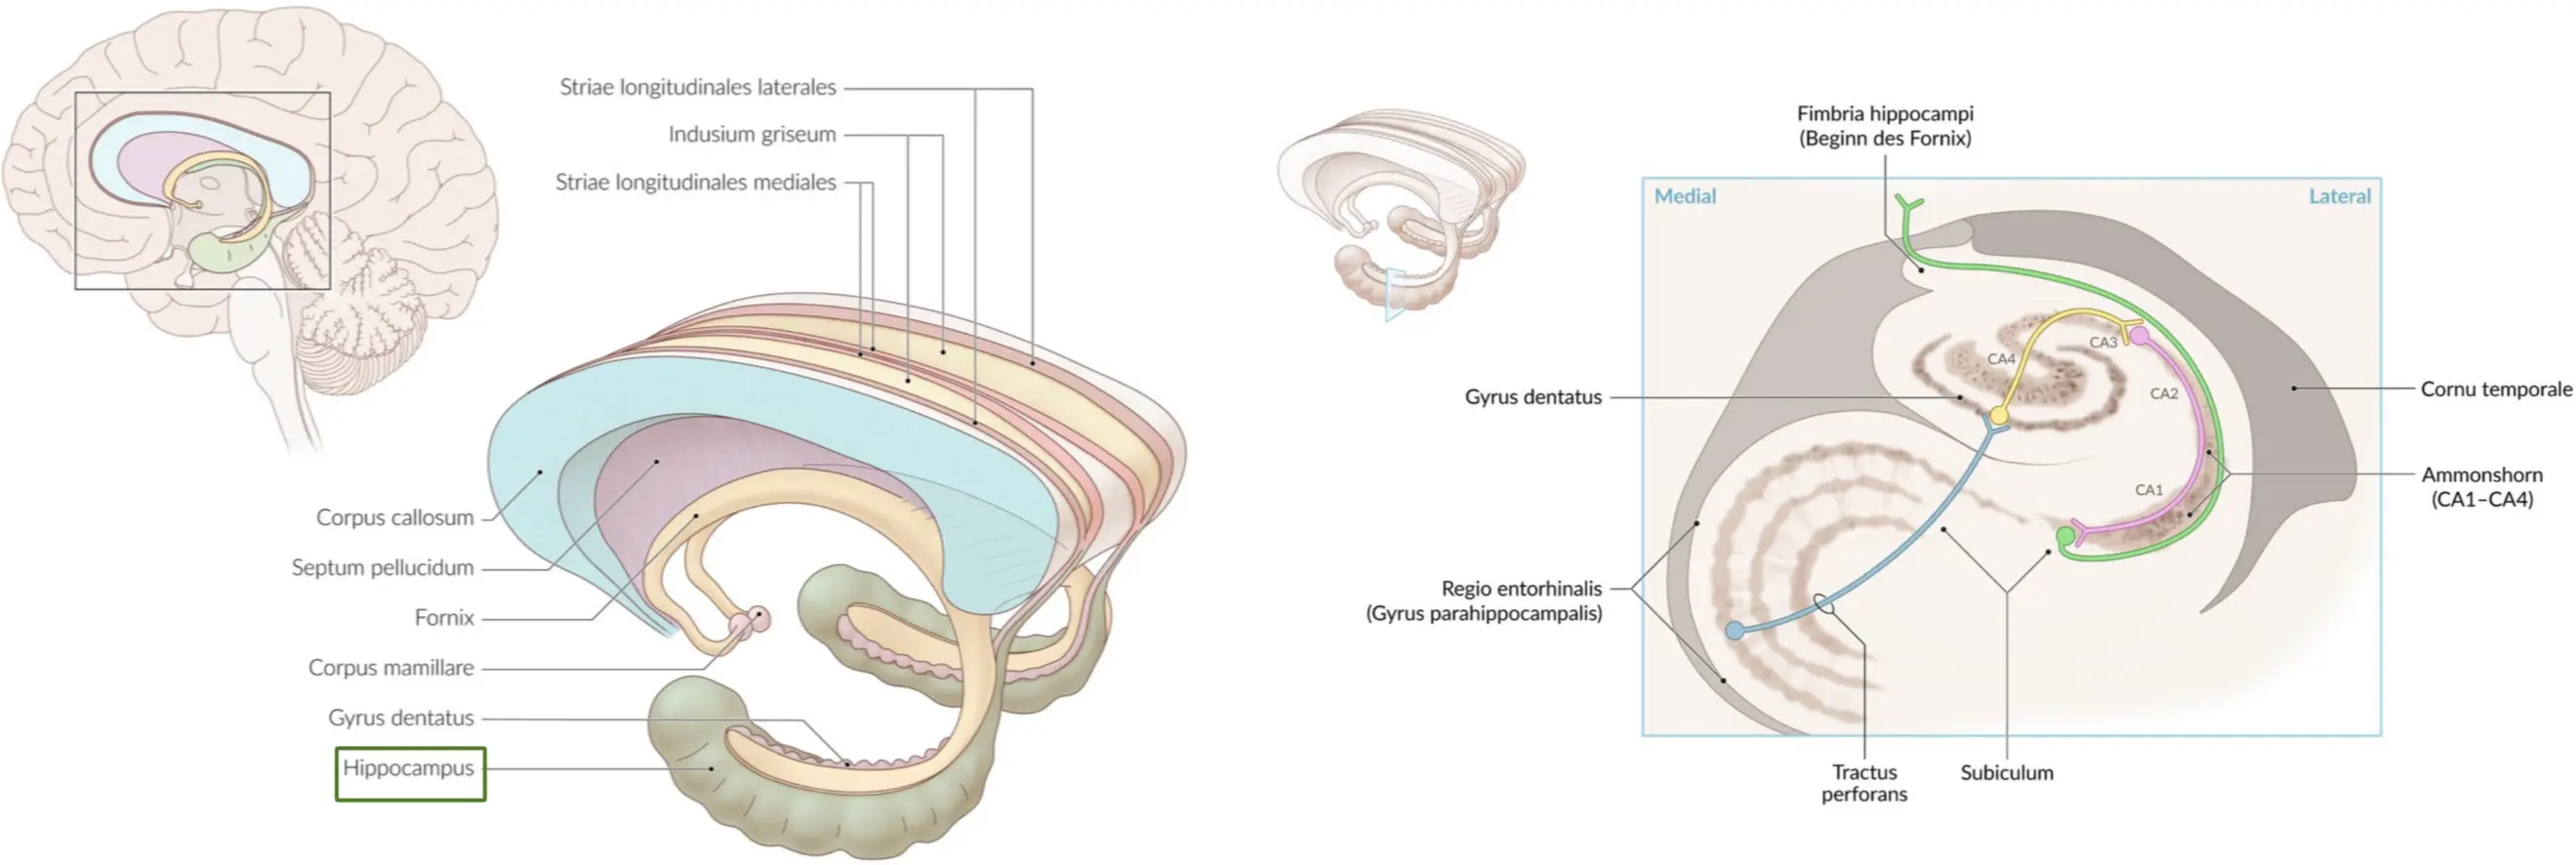 Striae longitudinales laterales
Indusium griseum
Striae longitudinales mediales
Corpus callosum
Septum pellucidum
Fornix
Corpus mamillare
Gyrus dentatus
Hippocampus
Fimbria hippocampi
(Beginn des Fornix)
Medial
Lateral
CA4
CA3
CA2
CA1
Gyrus dentatus
Cornu temporale
Ammonshorn
(CA1–CA4)
Regio entorhinalis
(Gyrus parahippocampalis)
Tractus
perforans
Subiculum